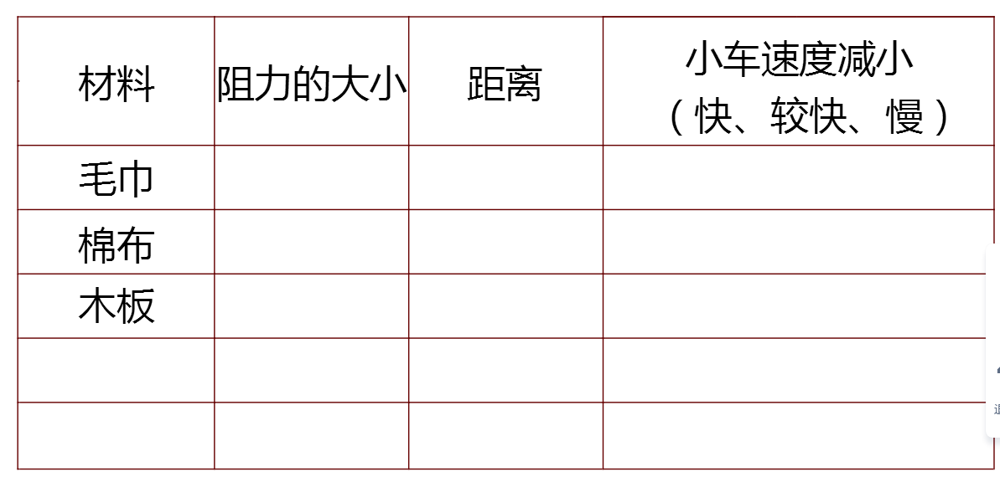 材料
阻力的大小
距离
小车速度减小
（快、较快、慢）
毛巾
棉布
木板